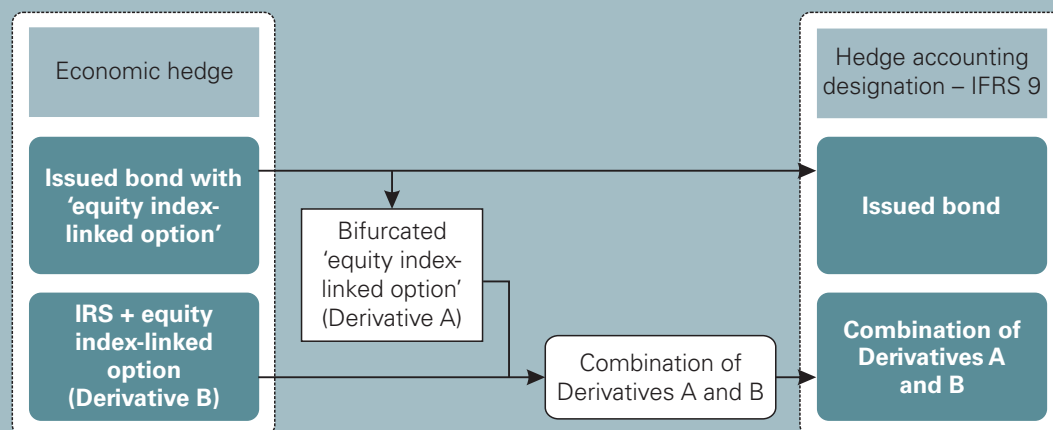 Economic hedge
Issued bond with
‘equity index-
linked option’
IRS + equity
index-linked
option
(Derivative B)
Bifurcated
‘equity index-
linked option’
(Derivative A)
Combination of
Derivatives A and B
Hedge accounting
designation – IFRS 9
Issued bond
Combination of
Derivatives A
and B